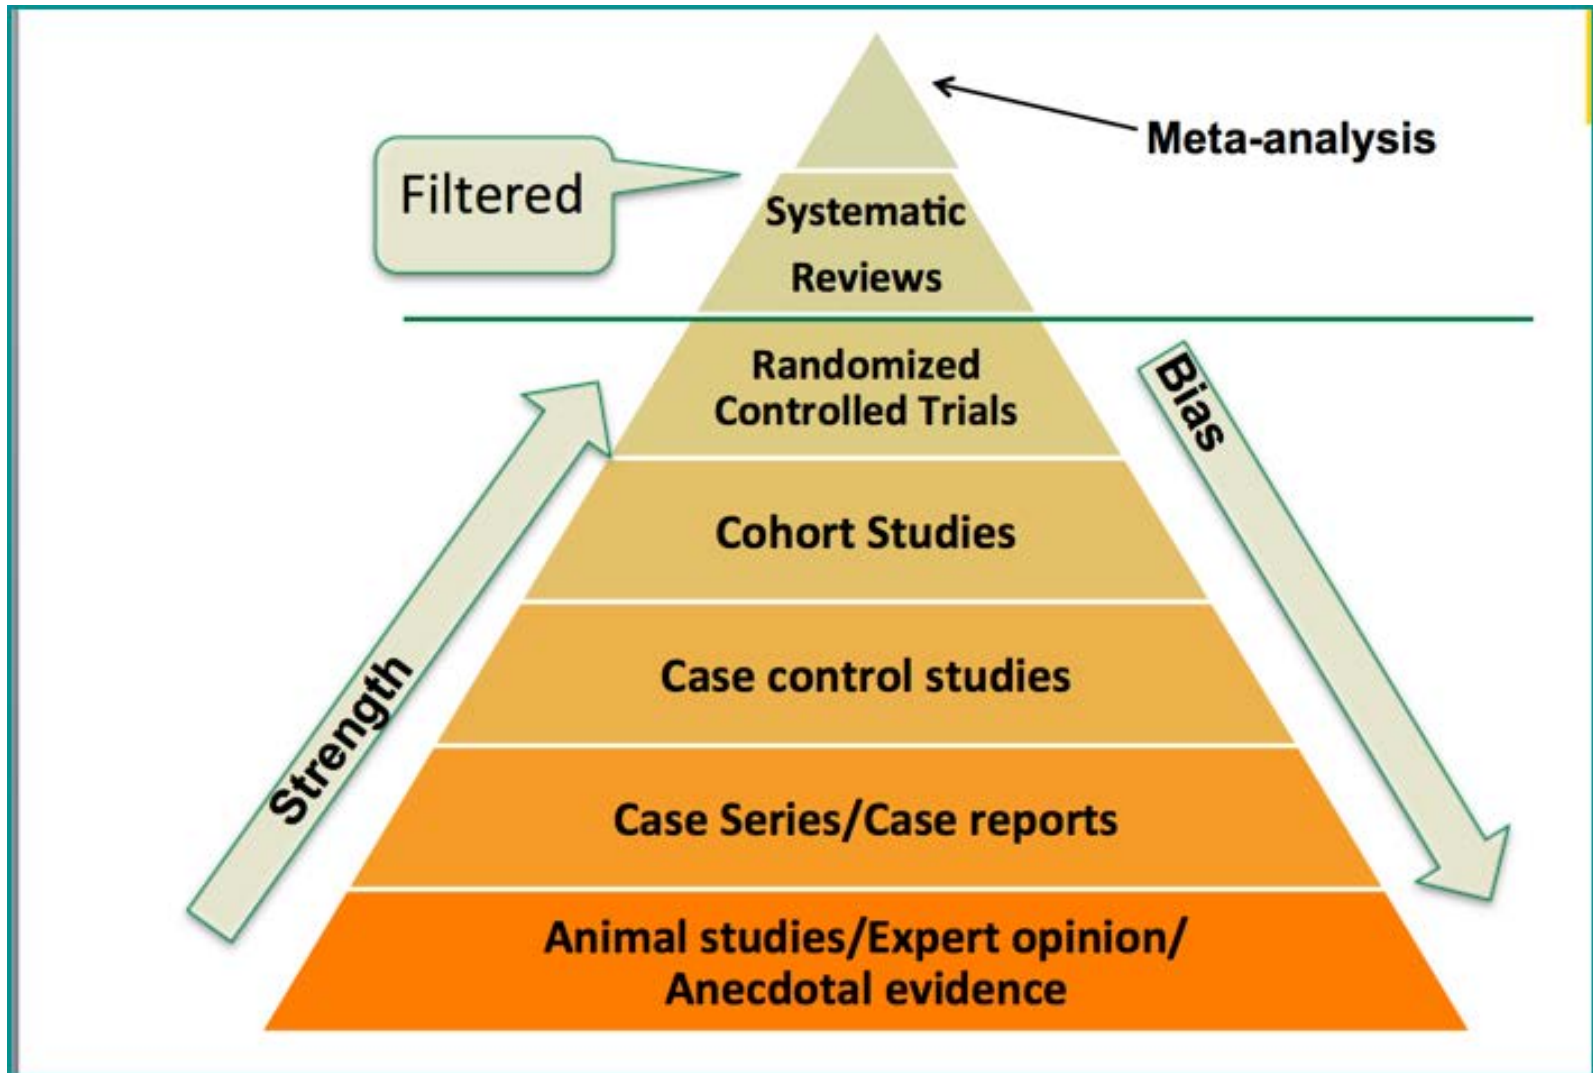 Meta-analysis
Filtered
Systematic
Reviews
Randomized
Controlled Trials
Bias
Cohort Studies
Case control studies
Strength
Case Series/Case reports
Animal studies/Expert opinion/
Anecdotal evidence